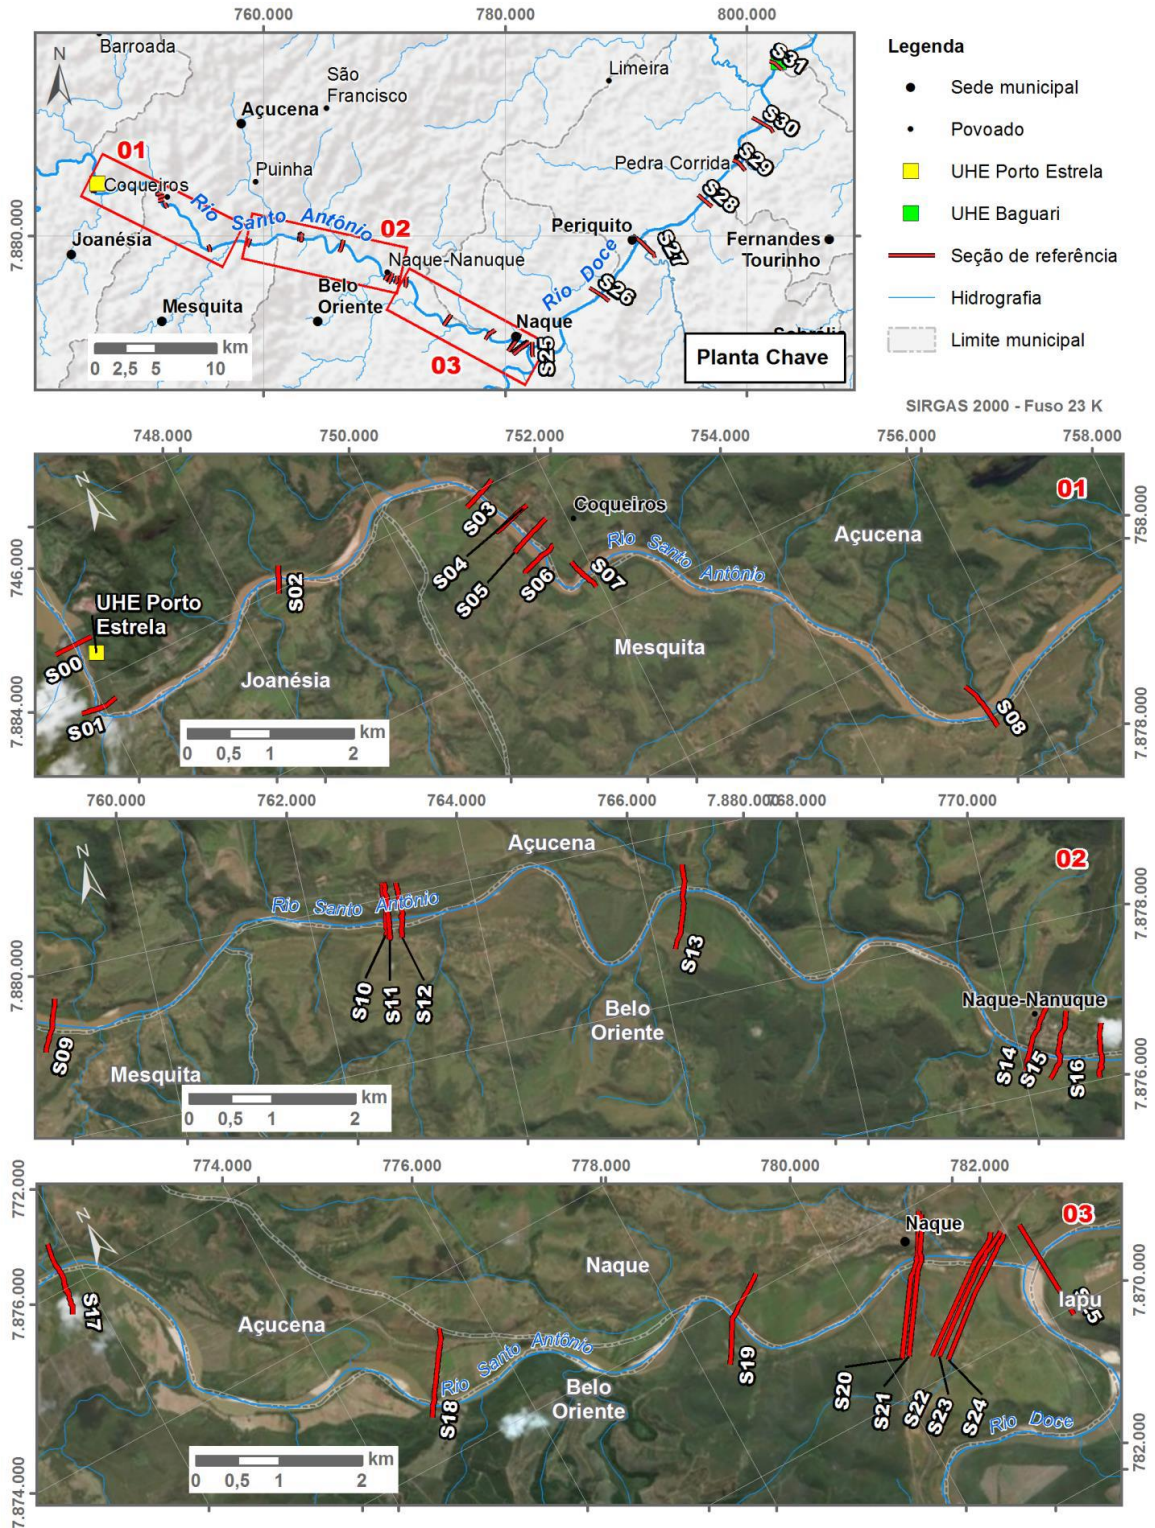 760.000
780.000
800.000
Barroada
N
São
Francisco
Açucena
Limeira
S31
S30
01
Puinha
Pedra Corrida
S29
Coqueiros
S28
Rio Santo Antônio
02
Periquito
S27
Fernandes
Tourinho
7.880.000
Joanésia
Naque-Nanuque
Rio Doce
Belo
Oriente
S26
Mesquita
Naque
S25
03
km
0 2,5 5 10
Planta Chave
Legenda
Sede municipal
Povoado
UHE Porto Estrela
UHE Baguari
Seção de referência
Hidrografia
Limite municipal
SIRGAS 2000 - Fuso 23 K
748.000
750.000
752.000
754.000
756.000
758.000
01
N
S03
Coqueiros
Açucena
758.000
S04
S05
S06
S07
Rio Santo Antônio
746.000
S02
UHE Porto
Estrela
Mesquita
S00
Joanésia
S01
S08
7.884.000
7.878.000
km
0 0,5 1 2
760.000
762.000
764.000
766.000
7.880.000
768.000
770.000
Açucena
02
N
Rio Santo Antônio
7.878.000
S13
7.880.000
S10
S11
S12
Belo
Oriente
Naque-Nanuque
S09
S14
S15
S16
Mesquita
7.876.000
km
0 0,5 1 2
774.000
776.000
778.000
780.000
782.000
772.000
03
N
Naque
Naque
7.870.000
Iapu
S17
7.876.000
Açucena
Rio Santo Antônio
S19
Belo
Oriente
S18
S20
S21
S22
S23
S24
Rio Doce
782.000
7.874.000
km
0 0,5 1 2